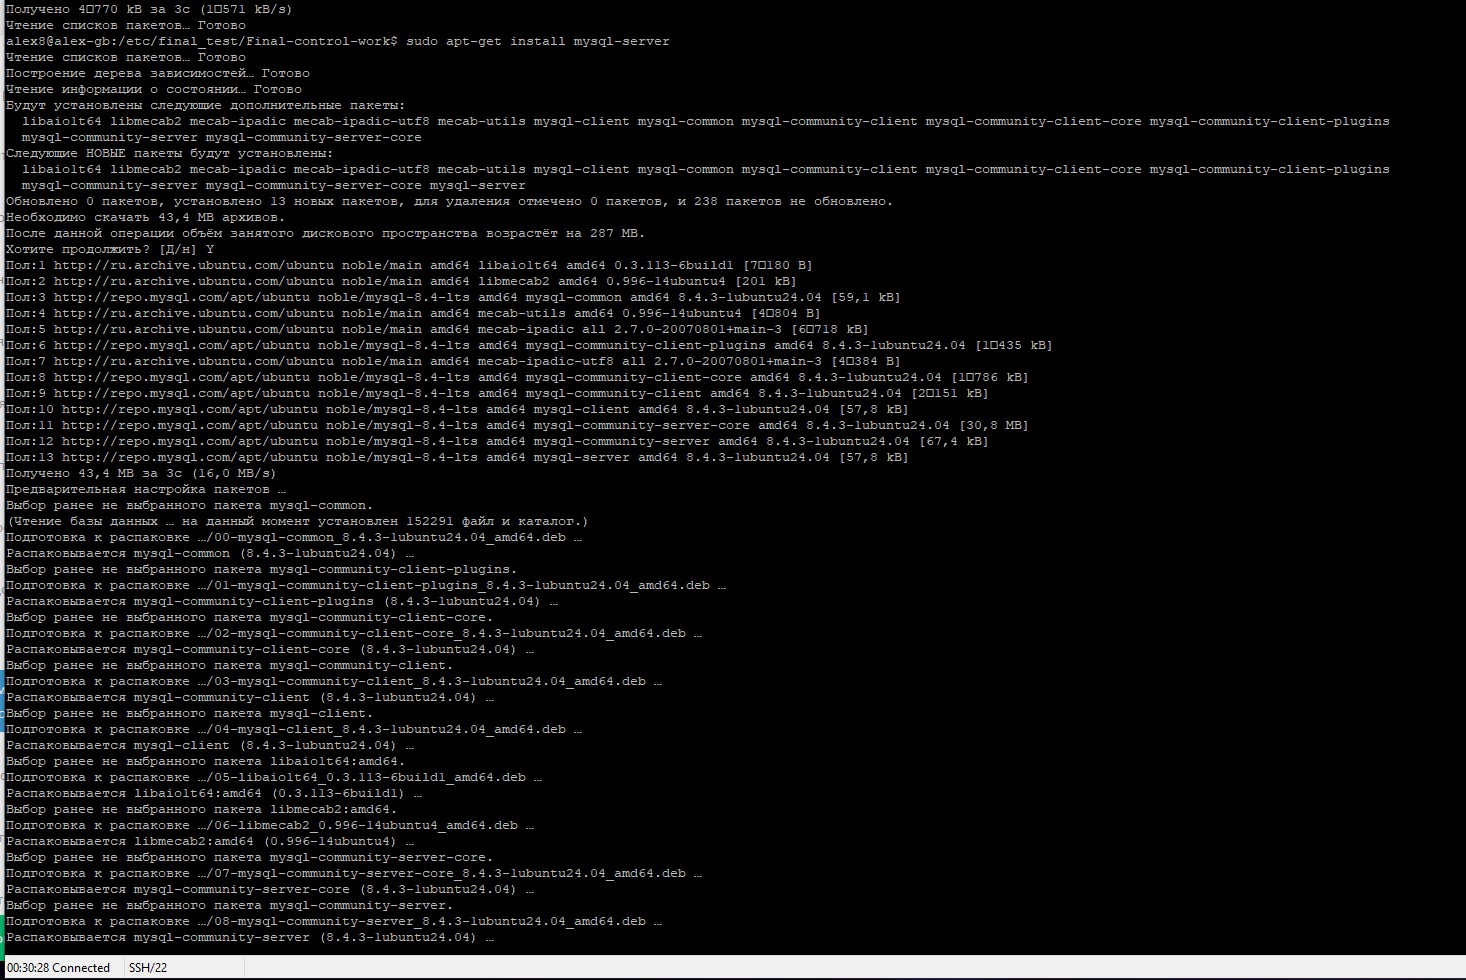 Получено 4□770 kB за 3с (1□571 kB/s)
Чтение списков пакетов… Готово
alex8@alex-gb:/etc/final_test/Final-control-work$ sudo apt-get install mysql-server
Чтение списков пакетов… Готово
Построение дерева зависимостей… Готово
Чтение информации о состоянии… Готово
Будут установлены следующие дополнительные пакеты:
  libaio1t64 libmecab2 mecab-ipadic mecab-ipadic-utf8 mecab-utils mysql-client mysql-common mysql-community-client mysql-community-client-core mysql-community-client-plugins
  mysql-community-server mysql-community-server-core
Следующие НОВЫЕ пакеты будут установлены:
  libaio1t64 libmecab2 mecab-ipadic mecab-ipadic-utf8 mecab-utils mysql-client mysql-common mysql-community-client mysql-community-client-core mysql-community-client-plugins
  mysql-community-server mysql-community-server-core mysql-server
Обновлено 0 пакетов, установлено 13 новых пакетов, для удаления отмечено 0 пакетов, и 238 пакетов не обновлено.
Необходимо скачать 43,4 MB архивов.
После данной операции объём занятого дискового пространства возрастёт на 287 MB.
Хотите продолжить? [Д/н] Y
Пол:1 http://ru.archive.ubuntu.com/ubuntu noble/main amd64 libaio1t64 amd64 0.3.113-6build1 [7□180 B]
Пол:2 http://ru.archive.ubuntu.com/ubuntu noble/main amd64 libmecab2 amd64 0.996-14ubuntu4 [201 kB]
Пол:3 http://repo.mysql.com/apt/ubuntu noble/mysql-8.4-lts amd64 mysql-common amd64 8.4.3-1ubuntu24.04 [59,1 kB]
Пол:4 http://ru.archive.ubuntu.com/ubuntu noble/main amd64 mecab-utils amd64 0.996-14ubuntu4 [4□804 B]
Пол:5 http://ru.archive.ubuntu.com/ubuntu noble/main amd64 mecab-ipadic all 2.7.0-20070801+main-3 [6□718 kB]
Пол:6 http://repo.mysql.com/apt/ubuntu noble/mysql-8.4-lts amd64 mysql-community-client-plugins amd64 8.4.3-1ubuntu24.04 [1□435 kB]
Пол:7 http://ru.archive.ubuntu.com/ubuntu noble/main amd64 mecab-ipadic-utf8 all 2.7.0-20070801+main-3 [4□384 B]
Пол:8 http://repo.mysql.com/apt/ubuntu noble/mysql-8.4-lts amd64 mysql-community-client-core amd64 8.4.3-1ubuntu24.04 [1□786 kB]
Пол:9 http://repo.mysql.com/apt/ubuntu noble/mysql-8.4-lts amd64 mysql-community-client amd64 8.4.3-1ubuntu24.04 [2□151 kB]
Пол:10 http://repo.mysql.com/apt/ubuntu noble/mysql-8.4-lts amd64 mysql-client amd64 8.4.3-1ubuntu24.04 [57,8 kB]
Пол:11 http://repo.mysql.com/apt/ubuntu noble/mysql-8.4-lts amd64 mysql-community-server-core amd64 8.4.3-1ubuntu24.04 [30,8 MB]
Пол:12 http://repo.mysql.com/apt/ubuntu noble/mysql-8.4-lts amd64 mysql-community-server amd64 8.4.3-1ubuntu24.04 [67,4 kB]
Пол:13 http://repo.mysql.com/apt/ubuntu noble/mysql-8.4-lts amd64 mysql-server amd64 8.4.3-1ubuntu24.04 [57,8 kB]
Получено 43,4 MB за 3с (16,0 MB/s)
Предварительная настройка пакетов …
Выбор ранее не выбранного пакета mysql-common.
(Чтение базы данных … на данный момент установлен 152291 файл и каталог.)
Подготовка к распаковке …/00-mysql-common_8.4.3-1ubuntu24.04_amd64.deb …
Распаковывается mysql-common (8.4.3-1ubuntu24.04) …
Выбор ранее не выбранного пакета mysql-community-client-plugins.
Подготовка к распаковке …/01-mysql-community-client-plugins_8.4.3-1ubuntu24.04_amd64.deb …
Распаковывается mysql-community-client-plugins (8.4.3-1ubuntu24.04) …
Выбор ранее не выбранного пакета mysql-community-client-core.
Подготовка к распаковке …/02-mysql-community-client-core_8.4.3-1ubuntu24.04_amd64.deb …
Распаковывается mysql-community-client-core (8.4.3-1ubuntu24.04) …
Выбор ранее не выбранного пакета mysql-community-client.
Подготовка к распаковке …/03-mysql-community-client_8.4.3-1ubuntu24.04_amd64.deb …
Распаковывается mysql-community-client (8.4.3-1ubuntu24.04) …
Выбор ранее не выбранного пакета mysql-client.
Подготовка к распаковке …/04-mysql-client_8.4.3-1ubuntu24.04_amd64.deb …
Распаковывается mysql-client (8.4.3-1ubuntu24.04) …
Выбор ранее не выбранного пакета libaio1t64:amd64.
Подготовка к распаковке …/05-libaio1t64_0.3.113-6build1_amd64.deb …
Распаковывается libaio1t64:amd64 (0.3.113-6build1) …
Выбор ранее не выбранного пакета libmecab2:amd64.
Подготовка к распаковке …/06-libmecab2_0.996-14ubuntu4_amd64.deb …
Распаковывается libmecab2:amd64 (0.996-14ubuntu4) …
Выбор ранее не выбранного пакета mysql-community-server-core.
Подготовка к распаковке …/07-mysql-community-server-core_8.4.3-1ubuntu24.04_amd64.deb …
Распаковывается mysql-community-server-core (8.4.3-1ubuntu24.04) …
Выбор ранее не выбранного пакета mysql-community-server.
Подготовка к распаковке …/08-mysql-community-server_8.4.3-1ubuntu24.04_amd64.deb …
Распаковывается mysql-community-server (8.4.3-1ubuntu24.04) …
00:30:28 Connected SSH/22